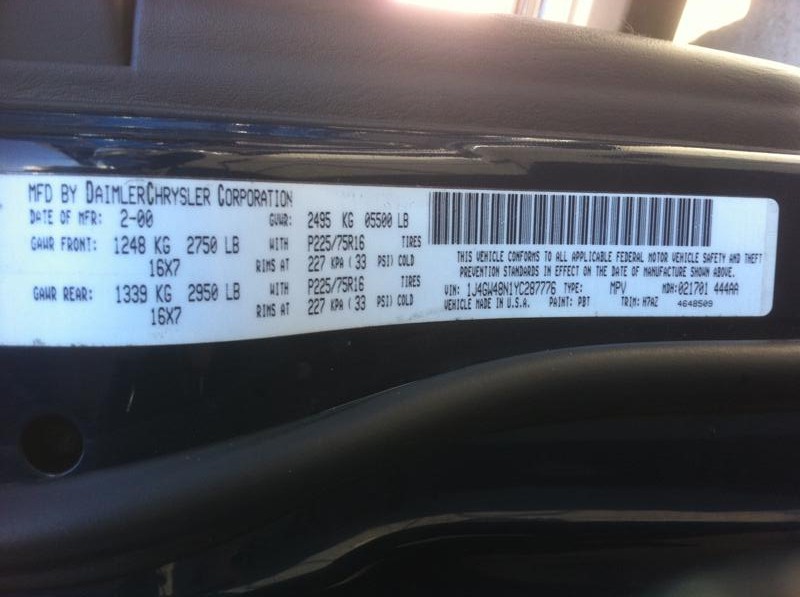 MFD BY DAIMLERCHRYSLER CORPORATION
DATE OF MFR: 2-00 GVWR: 2495 KG 05500 LB
GAWR FRONT: 1248 KG 2750 LB WITH P225/75R16 TIRES
16X7 RIMS AT 227 KPA ( 33 PSI) COLD
GAWR REAR: 1339 KG 2950 LB WITH P225/75R16 TIRES
16X7 RIMS AT 227 KPA ( 33 PSI) COLD
THIS VEHICLE CONFORMS TO ALL APPLICABLE FEDERAL MOTOR VEHICLE SAFETY AND THEFT
PREVENTION STANDARDS IN EFFECT ON THE DATE OF MANUFACTURE SHOWN ABOVE.
VIN: 1J4GW48N1YC287776 TYPE: MPV MDH: 021701 444AA
VEHICLE MADE IN U.S.A. PAINT: PBT TRIM: H7AZ 4648509